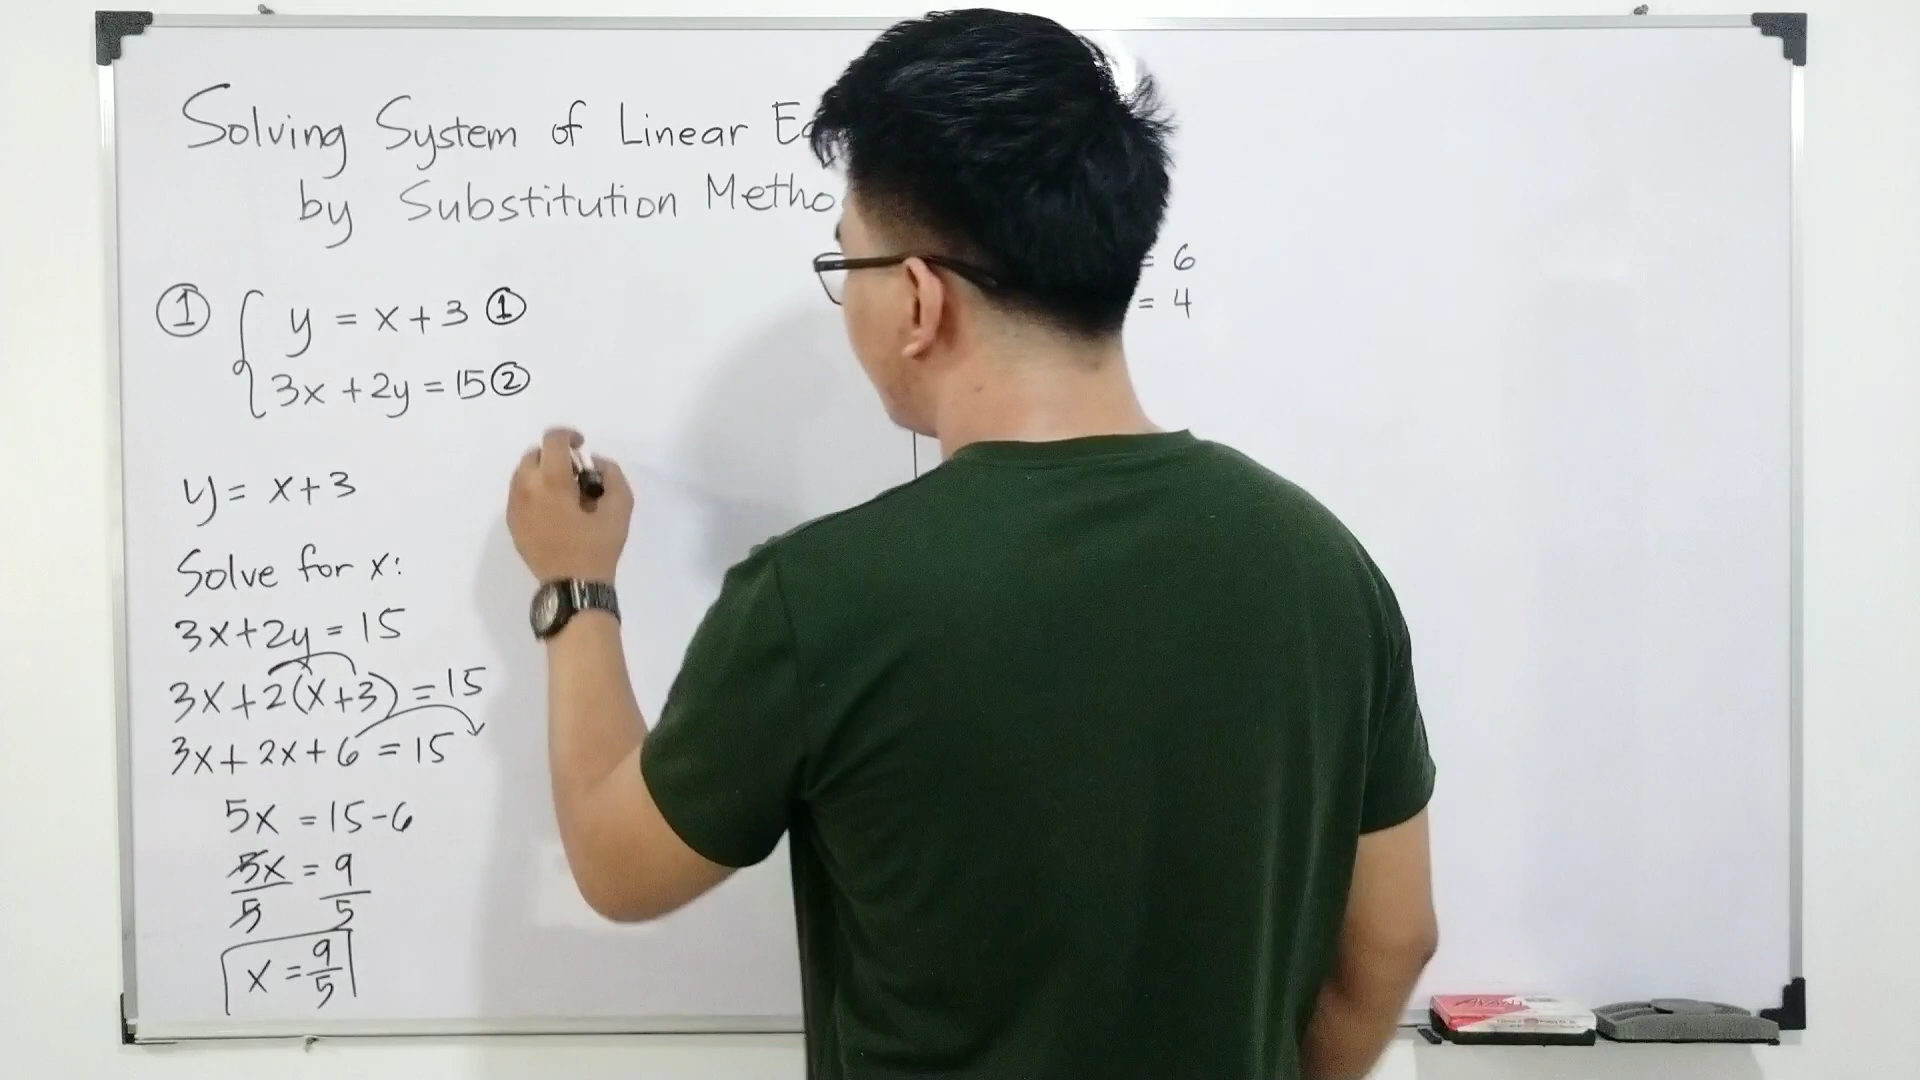 Solving System of Linear
by Substitution
① { y = x+3 ①
3x +2y = 15 ②
= 6
= 4
y = x+3
Solve for x:
3x+2y = 15
3x+2(x+3) = 15
3x+2x+6 = 15
5x = 15-6
5x/5 = 9/5
x = 9/5